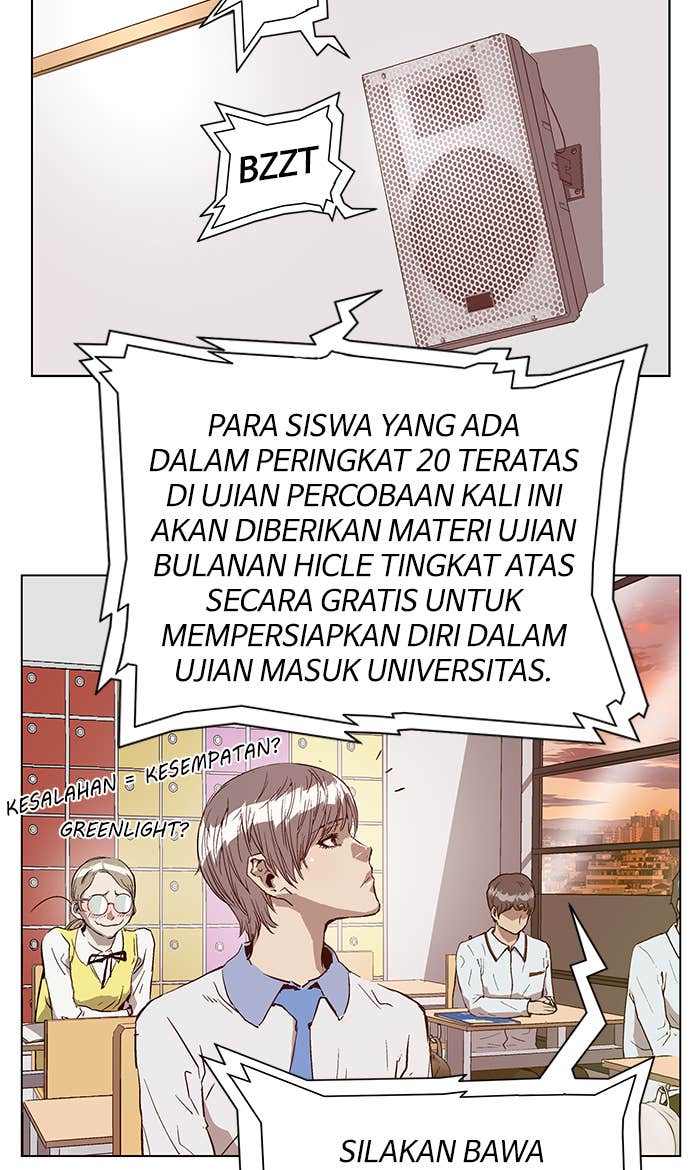 BZZT
PARA SISWA YANG ADA
DALAM PERINGKAT 20 TERATAS
DI UJIAN PERCOBAAN KALI INI
AKAN DIBERIKAN MATERI UJIAN
BULANAN HICLE TINGKAT ATAS
SECARA GRATIS UNTUK
MEMPERSIAPKAN DIRI DALAM
UJIAN MASUK UNIVERSITAS.
KESALAHAN = KESEMPATAN?
GREENLIGHT?
SILAKAN BAWA